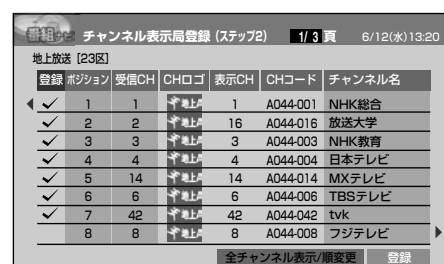 番組ナビ チャンネル表示局登録 (ステップ2) 1/ 3 頁 6/12(水)13:20
地上放送 [23区]
登録 ポジション 受信CH CHロゴ 表示CH CHコード チャンネル名
1 1 地上 1 A044-001 NHK総合
2 2 地上 16 A044-016 放送大学
3 3 地上 3 A044-003 NHK教育
4 4 地上 4 A044-004 日本テレビ
5 14 地上 14 A044-014 MXテレビ
6 6 地上 6 A044-006 TBSテレビ
7 42 地上 42 A044-042 tvk
8 8 地上 8 A044-008 フジテレビ
全チャンネル表示/順変更 登録